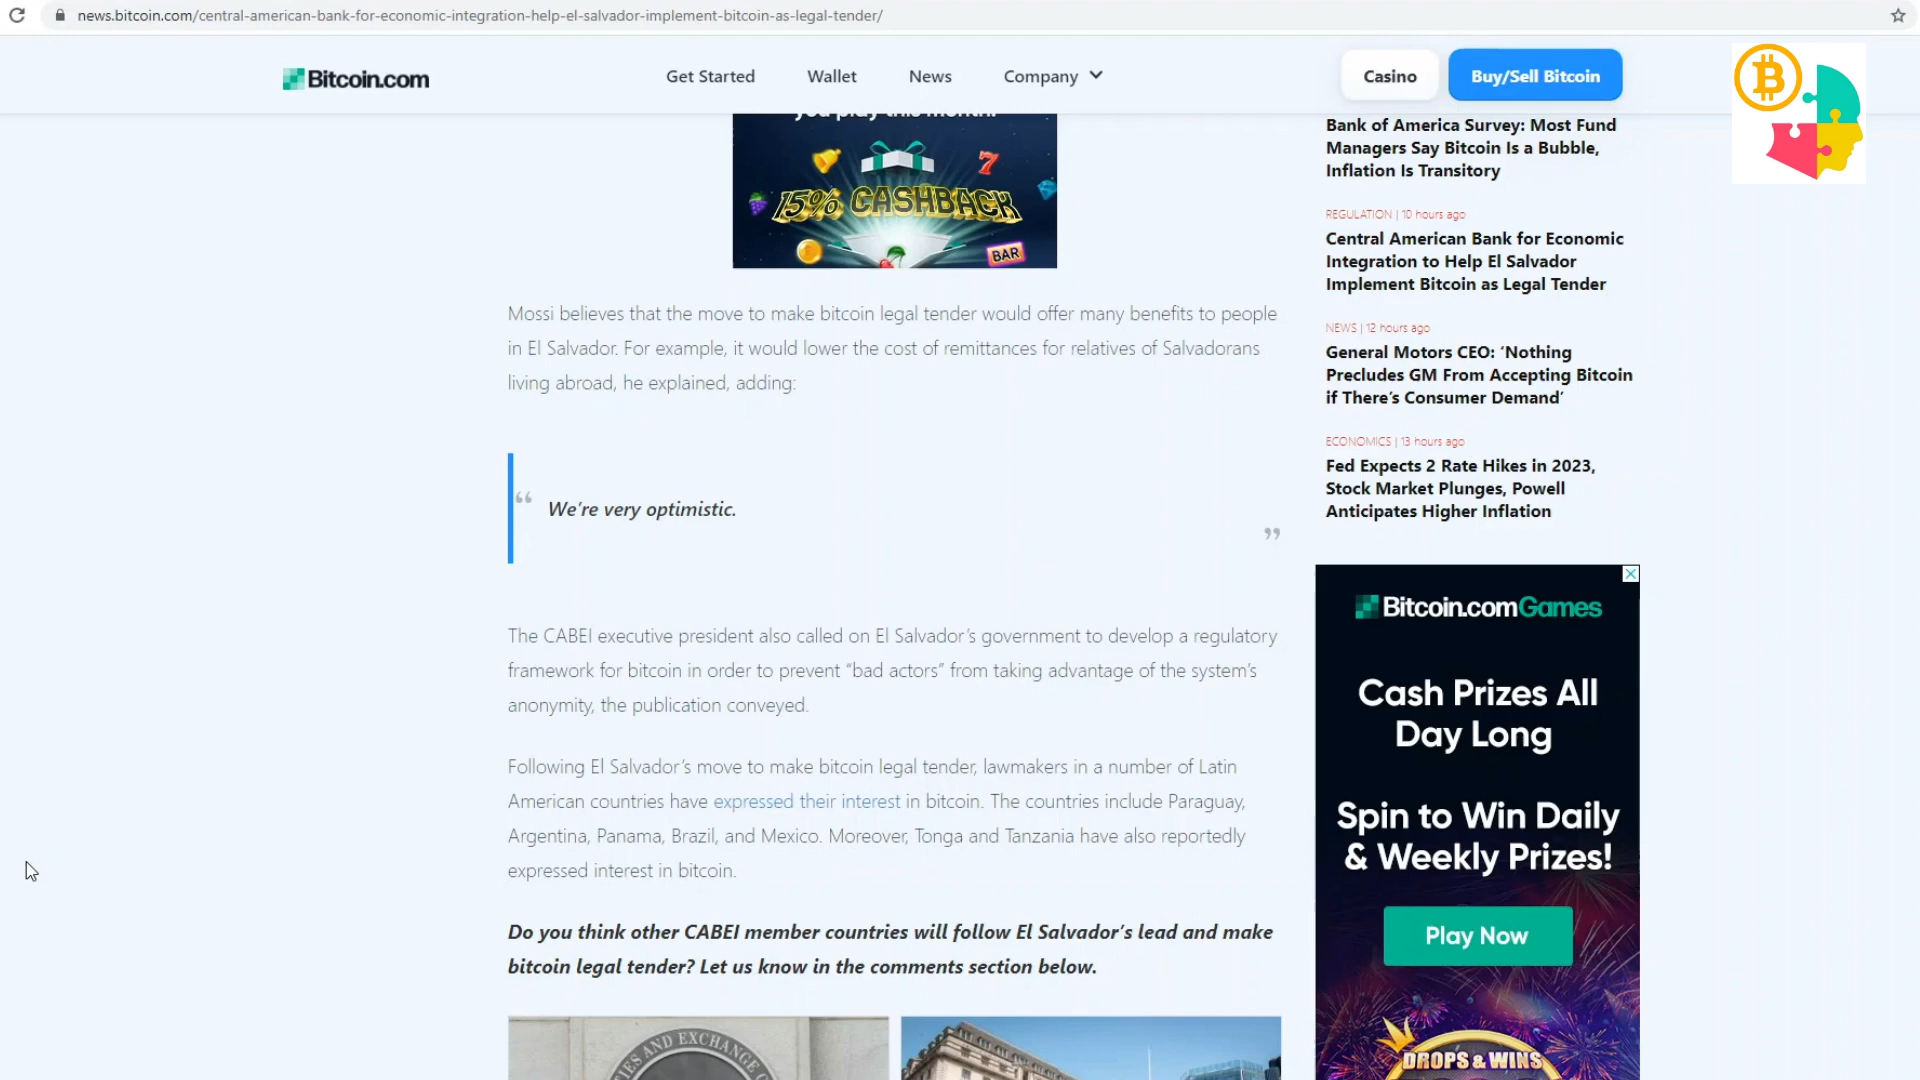 news.bitcoin.com/central-american-bank-for-economic-integration-help-el-salvador-implement-bitcoin-as-legal-tender/
Bitcoin.com
Get Started
Wallet
News
Company
Casino
Buy/Sell Bitcoin
you play this month.
15% CASHBACK
7
BAR
Mossi believes that the move to make bitcoin legal tender would offer many benefits to people
in El Salvador. For example, it would lower the cost of remittances for relatives of Salvadorans
living abroad, he explained, adding:
“ We’re very optimistic.
”
The CABEI executive president also called on El Salvador’s government to develop a regulatory
framework for bitcoin in order to prevent “bad actors” from taking advantage of the system’s
anonymity, the publication conveyed.
Following El Salvador’s move to make bitcoin legal tender, lawmakers in a number of Latin
American countries have expressed their interest in bitcoin. The countries include Paraguay,
Argentina, Panama, Brazil, and Mexico. Moreover, Tonga and Tanzania have also reportedly
expressed interest in bitcoin.
Do you think other CABEI member countries will follow El Salvador’s lead and make
bitcoin legal tender? Let us know in the comments section below.
AND EXCHANGE
Bank of America Survey: Most Fund
Managers Say Bitcoin Is a Bubble,
Inflation Is Transitory
REGULATION | 10 hours ago
Central American Bank for Economic
Integration to Help El Salvador
Implement Bitcoin as Legal Tender
NEWS | 12 hours ago
General Motors CEO: ‘Nothing
Precludes GM From Accepting Bitcoin
if There’s Consumer Demand’
ECONOMICS | 13 hours ago
Fed Expects 2 Rate Hikes in 2023,
Stock Market Plunges, Powell
Anticipates Higher Inflation
Bitcoin.comGames
Cash Prizes All
Day Long
Spin to Win Daily
& Weekly Prizes!
Play Now
DROPS & WINS